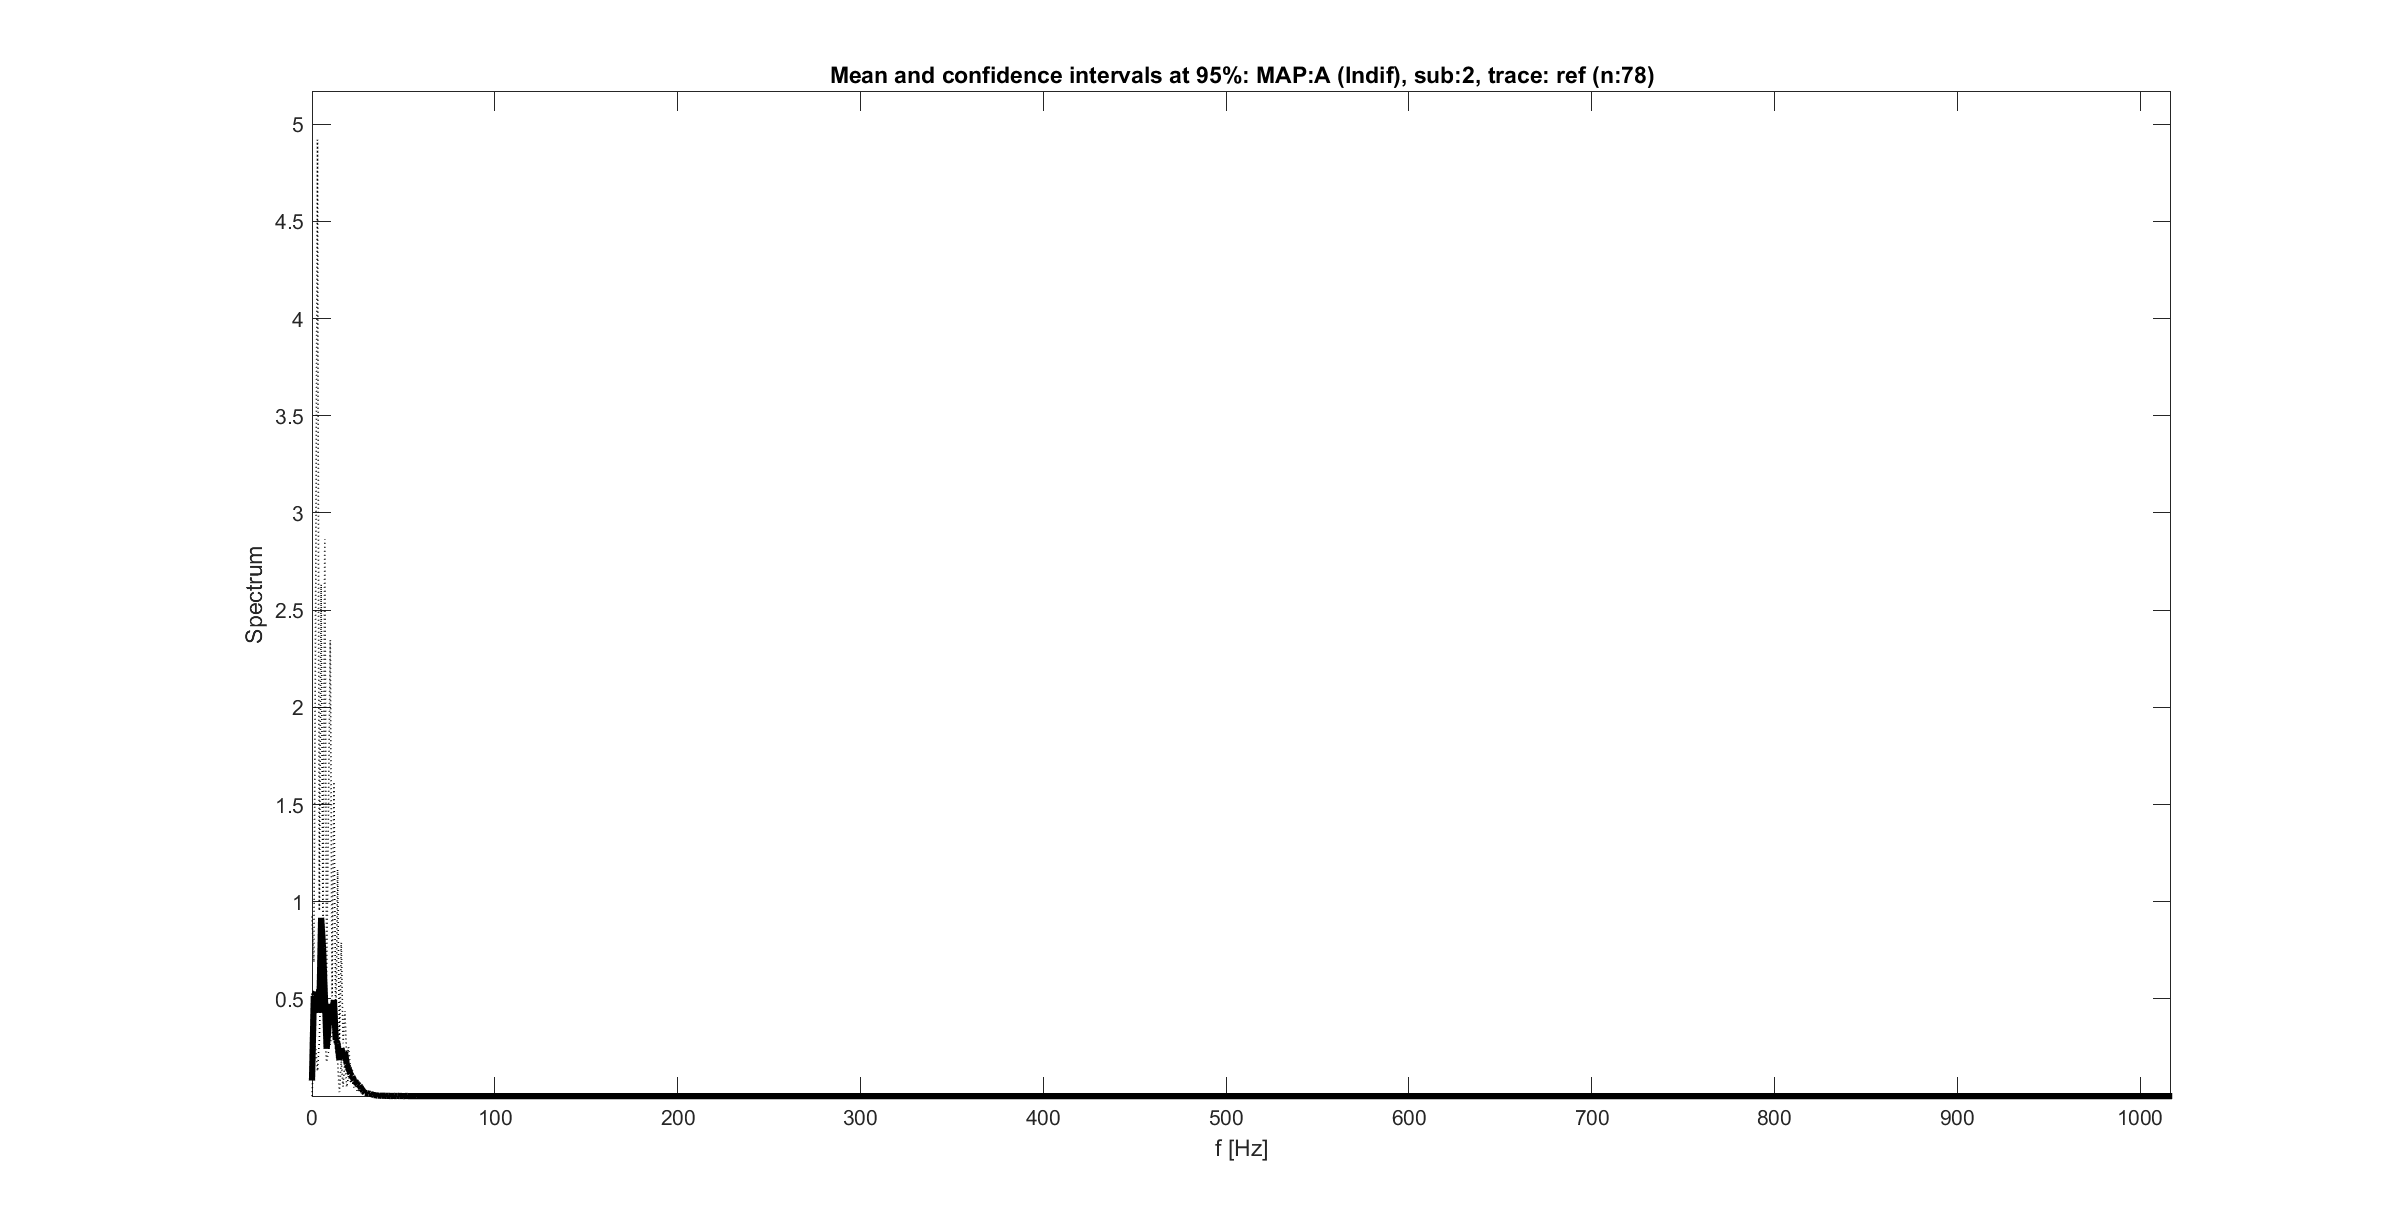 Mean and confidence intervals at 95%: MAP:A (Indif), sub:2, trace: ref (n:78)
5
4.5
4
3.5
3
2.5
2
1.5
1
0.5
Spectrum
0 100 200 300 400 500 600 700 800 900 1000
f [Hz]